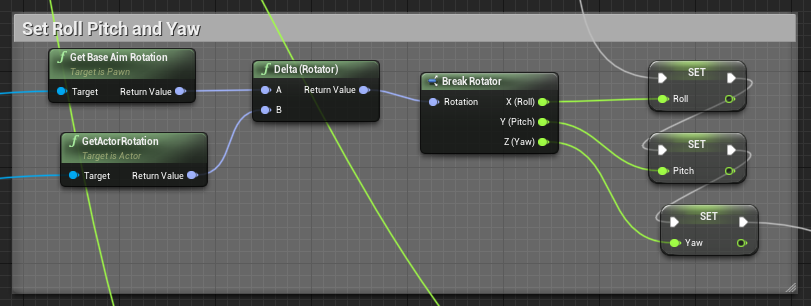 Set Roll Pitch and Yaw
f Get Base Aim Rotation
Target is Pawn
Target Return Value
f Delta (Rotator)
A Return Value
B
Break Rotator
Rotation X (Roll)
Y (Pitch)
Z (Yaw)
SET
Roll
f GetActorRotation
Target is Actor
Target Return Value
SET
Pitch
SET
Yaw